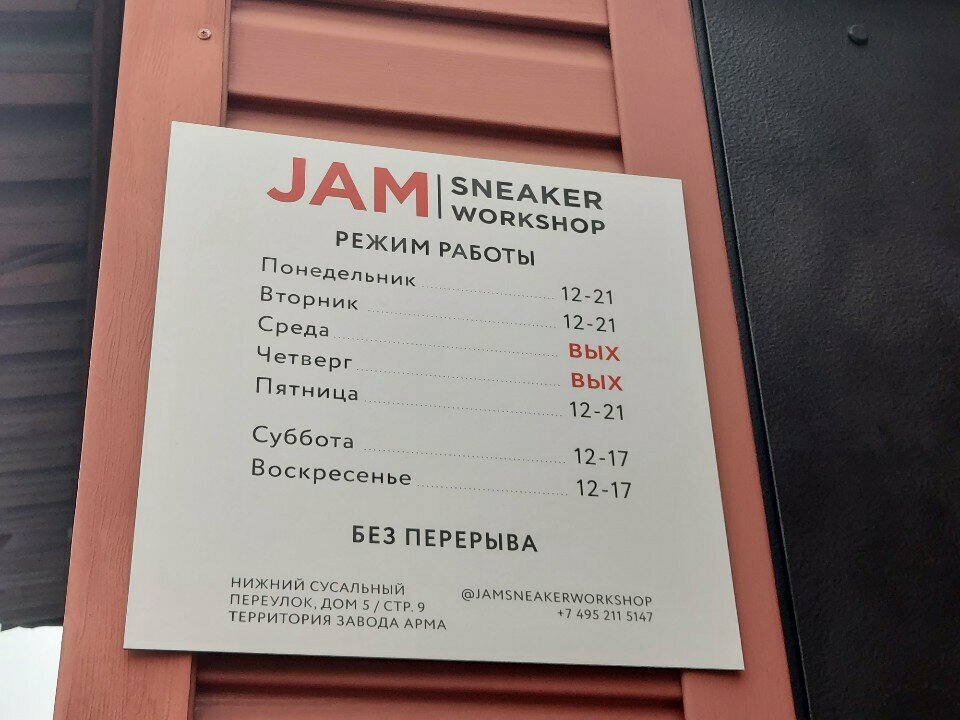 JAM SNEAKER
WORKSHOP
РЕЖИМ РАБОТЫ
Понедельник 12-21
Вторник 12-21
Среда ВЫХ
Четверг ВЫХ
Пятница 12-21
Суббота 12-17
Воскресенье 12-17
БЕЗ ПЕРЕРЫВА
НИЖНИЙ СУСАЛЬНЫЙ
ПЕРЕУЛОК, ДОМ 5 / СТР. 9
ТЕРРИТОРИЯ ЗАВОДА АРМА
@JAMSNEAKERWORKSHOP
+7 495 211 5147